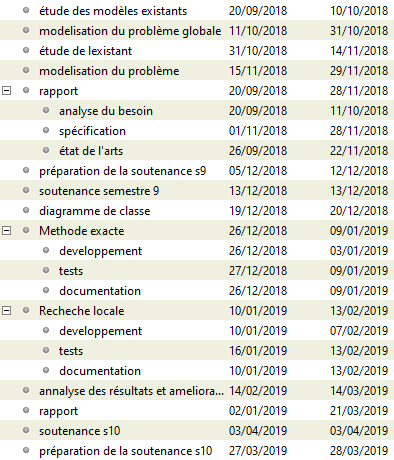 étude des modèles existants 20/09/2018 10/10/2018
modelisation du problème globale 11/10/2018 31/10/2018
étude de lexistant 31/10/2018 14/11/2018
modelisation du problème 15/11/2018 29/11/2018
rapport 20/09/2018 28/11/2018
analyse du besoin 20/09/2018 11/10/2018
spécification 01/11/2018 28/11/2018
état de l'arts 26/09/2018 22/11/2018
préparation de la soutenance s9 05/12/2018 12/12/2018
soutenance semestre 9 13/12/2018 13/12/2018
diagramme de classe 19/12/2018 20/12/2018
Methode exacte 26/12/2018 09/01/2019
developpement 26/12/2018 03/01/2019
tests 27/12/2018 09/01/2019
documentation 26/12/2018 09/01/2019
Recheche locale 10/01/2019 13/02/2019
developpement 10/01/2019 07/02/2019
tests 16/01/2019 13/02/2019
documentation 10/01/2019 13/02/2019
annalyse des résultats et ameliora... 14/02/2019 14/03/2019
rapport 02/01/2019 21/03/2019
soutenance s10 03/04/2019 03/04/2019
préparation de la soutenance s10 27/03/2019 28/03/2019